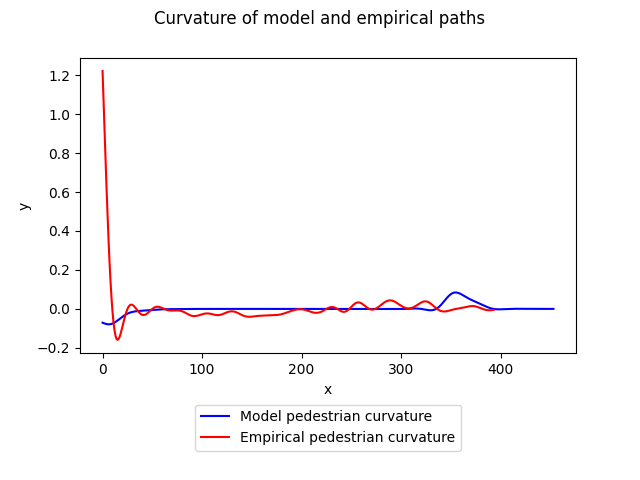 Curvature of model and empirical paths
1.2
1.0
0.8
0.6
0.4
0.2
0.0
−0.2
y
0 100 200 300 400
x
Model pedestrian curvature
Empirical pedestrian curvature